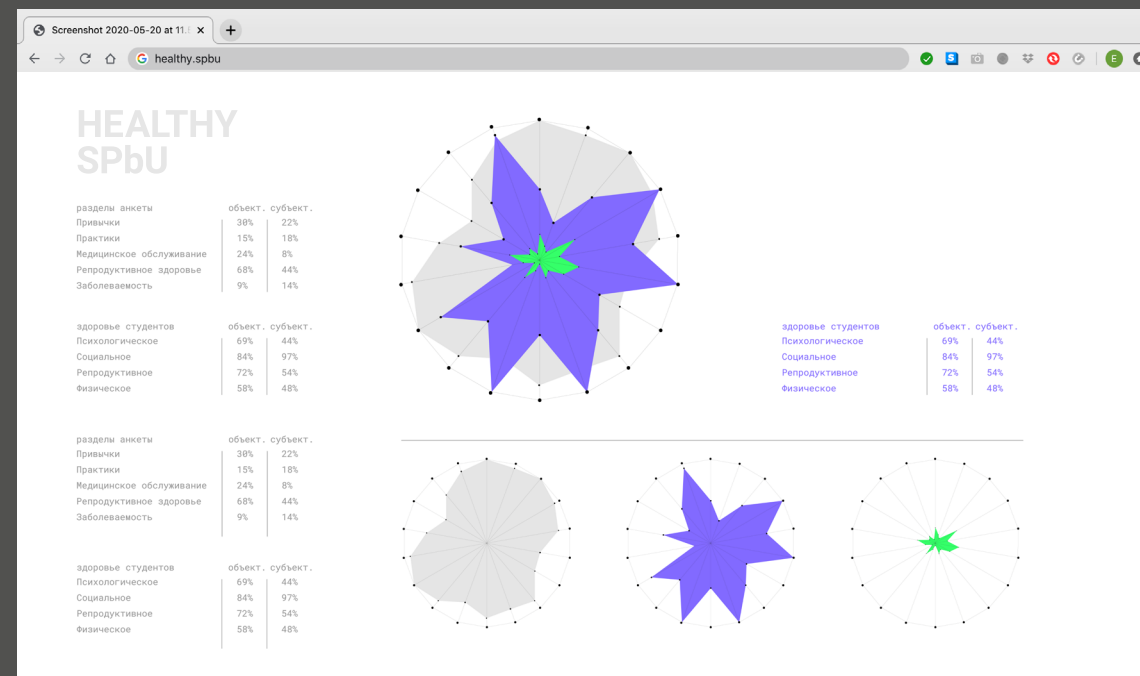 Screenshot 2020-05-20 at 11.
healthy.spbu
E
HEALTHY
SPbU
разделы анкеты объект. субъект.
Привычки 30% 22%
Практики 15% 18%
Медицинское обслуживание 24% 8%
Репродуктивное здоровье 68% 44%
Заболеваемость 9% 14%
здоровье студентов объект. субъект.
Психологическое 69% 44%
Социальное 84% 97%
Репродуктивное 72% 54%
Физическое 58% 48%
здоровье студентов объект. субъект.
Психологическое 69% 44%
Социальное 84% 97%
Репродуктивное 72% 54%
Физическое 58% 48%
разделы анкеты объект. субъект.
Привычки 30% 22%
Практики 15% 18%
Медицинское обслуживание 24% 8%
Репродуктивное здоровье 68% 44%
Заболеваемость 9% 14%
здоровье студентов объект. субъект.
Психологическое 69% 44%
Социальное 84% 97%
Репродуктивное 72% 54%
Физическое 58% 48%